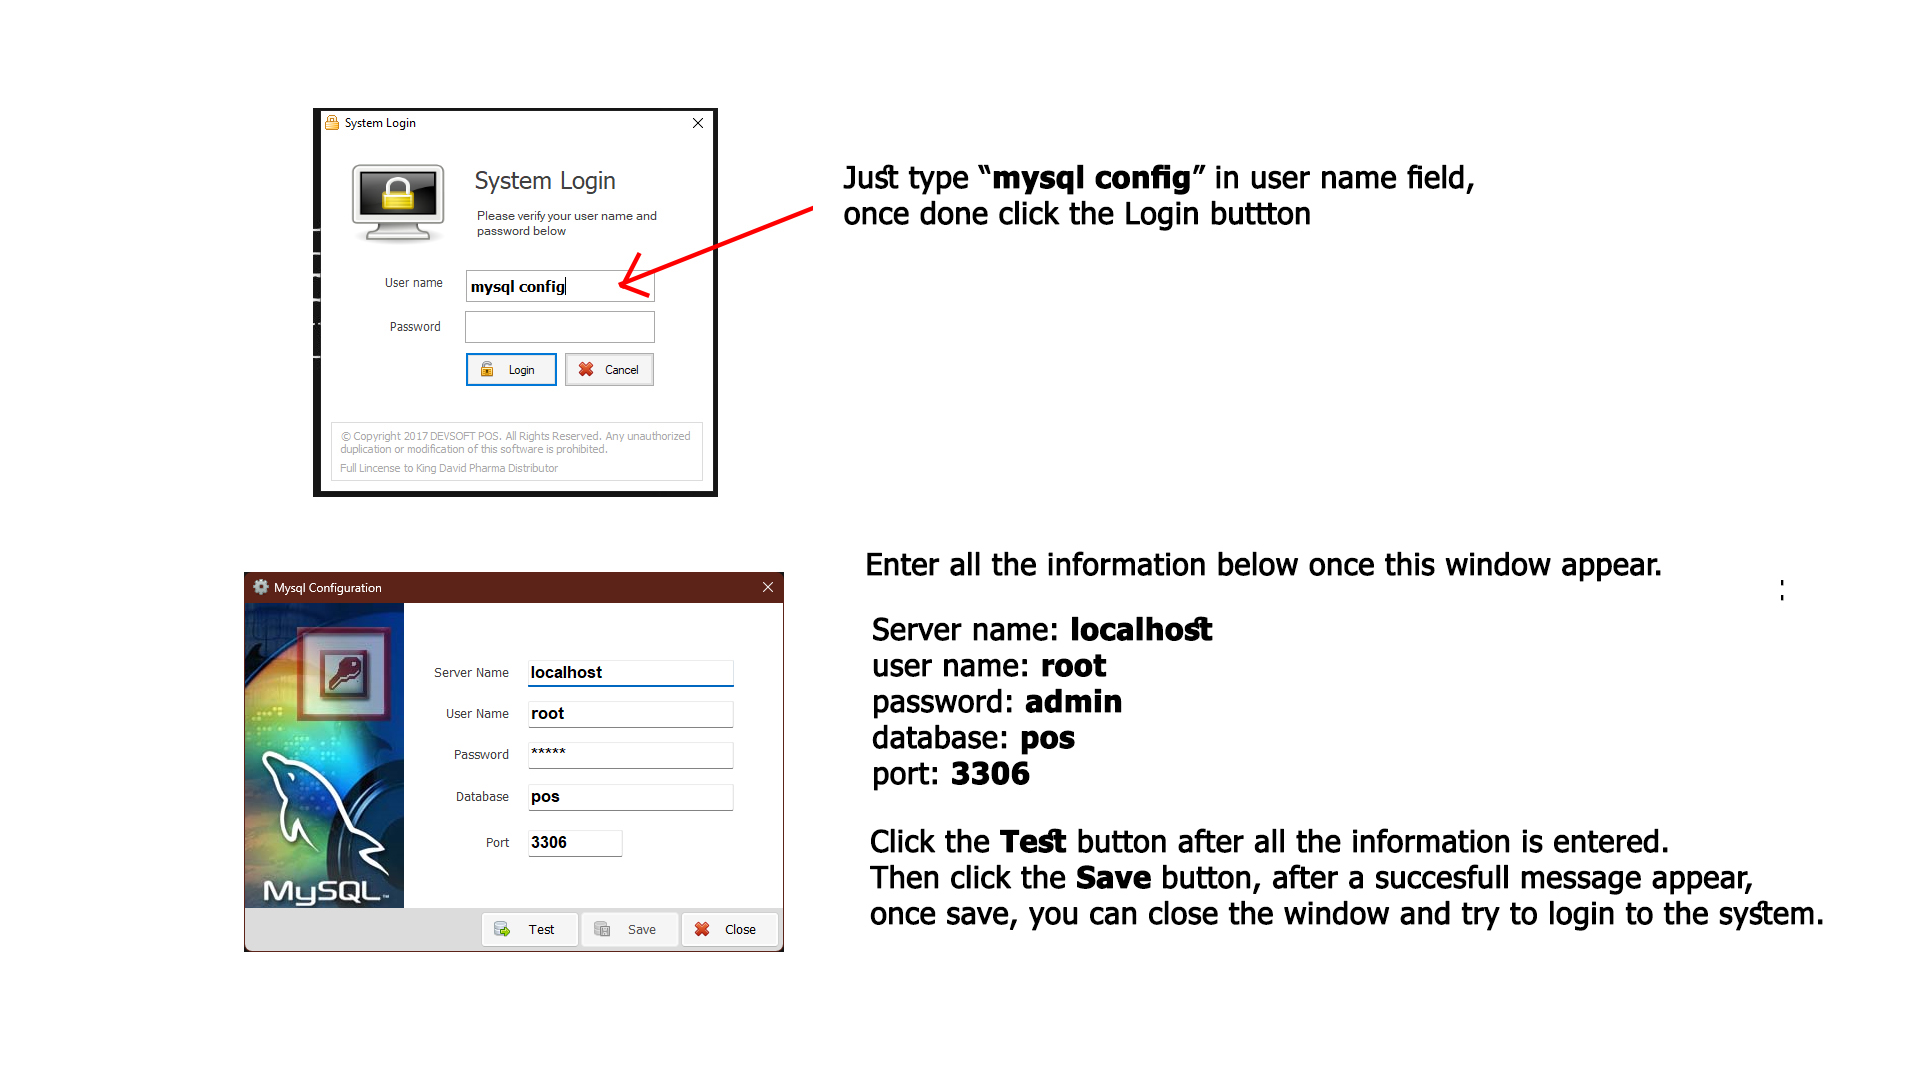 System Login
System Login
Please verify your user name and
password below
User name
mysql config
Password
Login
Cancel
© Copyright 2017 DEVSOFT POS. All Rights Reserved. Any unauthorized
duplication or modification of this software is prohibited.
Full Lincense to King David Pharma Distributor
Just type “mysql config” in user name field,
once done click the Login buttton
Mysql Configuration
Server Name
localhost
User Name
root
Password
*****
Database
pos
Port
3306
MySQL™
Test
Save
Close
Enter all the information below once this window appear.
Server name: localhost
user name: root
password: admin
database: pos
port: 3306
Click the Test button after all the information is entered.
Then click the Save button, after a succesfull message appear,
once save, you can close the window and try to login to the system.